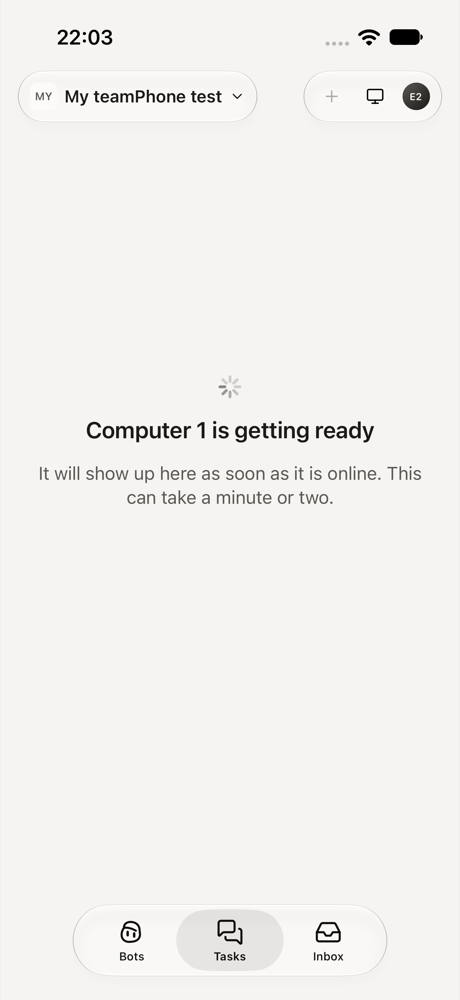 22:03
MY My teamPhone test
E2
Computer 1 is getting ready
It will show up here as soon as it is online. This
can take a minute or two.
Bots
Tasks
Inbox